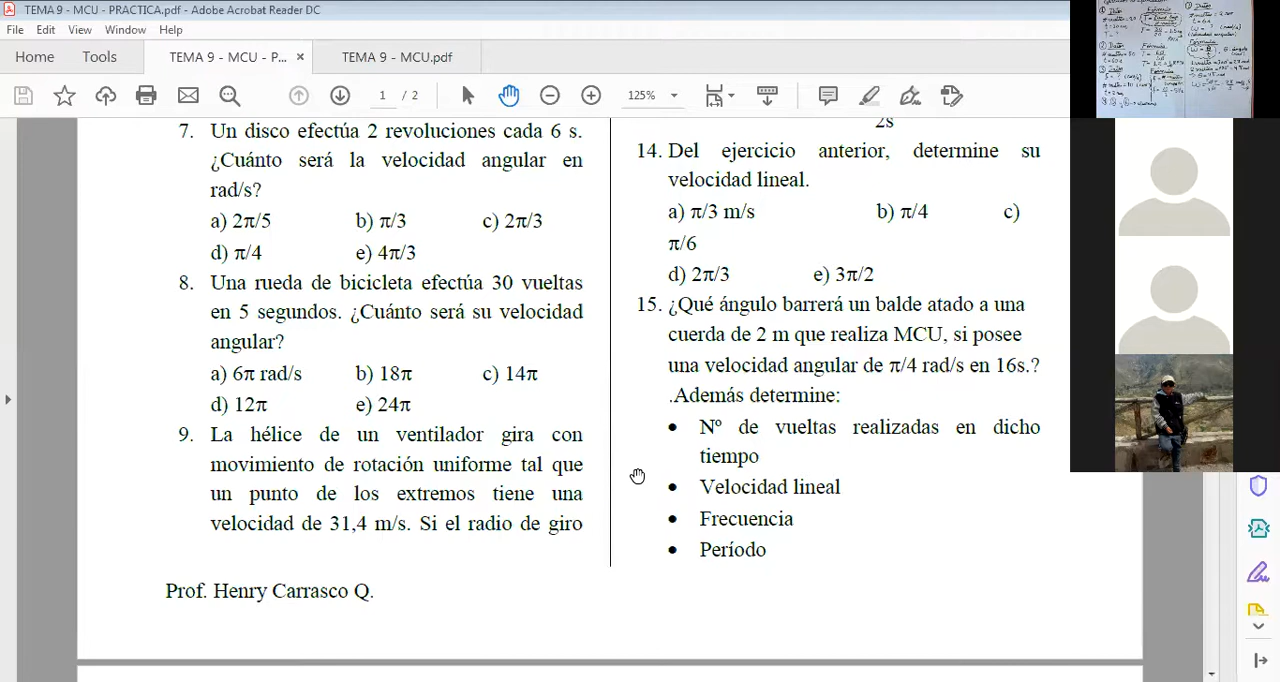 TEMA 9 - MCU - PRACTICA.pdf - Adobe Acrobat Reader DC
File Edit View Window Help
Home Tools TEMA 9 - MCU - P... × TEMA 9 - MCU.pdf
1 / 2 125%
7. Un disco efectúa 2 revoluciones cada 6 s.
¿Cuánto será la velocidad angular en
rad/s?
a) 2π/5 b) π/3 c) 2π/3
d) π/4 e) 4π/3
8. Una rueda de bicicleta efectúa 30 vueltas
en 5 segundos. ¿Cuánto será su velocidad
angular?
a) 6π rad/s b) 18π c) 14π
d) 12π e) 24π
9. La hélice de un ventilador gira con
movimiento de rotación uniforme tal que
un punto de los extremos tiene una
velocidad de 31,4 m/s. Si el radio de giro
2s
14. Del ejercicio anterior, determine su
velocidad lineal.
a) π/3 m/s b) π/4 c)
π/6
d) 2π/3 e) 3π/2
15. ¿Qué ángulo barrerá un balde atado a una
cuerda de 2 m que realiza MCU, si posee
una velocidad angular de π/4 rad/s en 16s.?
.Además determine:
• Nº de vueltas realizadas en dicho
tiempo
• Velocidad lineal
• Frecuencia
• Período
Prof. Henry Carrasco Q.